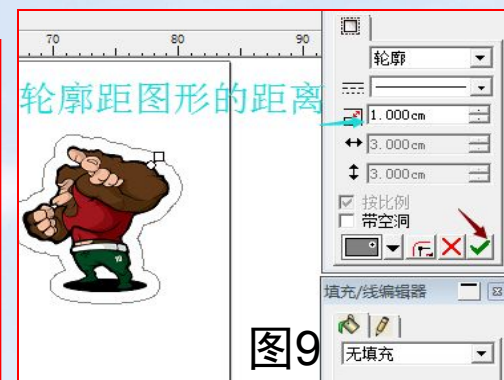 70 80 90
轮廓
轮廓距图形的距离
1.000cm
3.000cm
3.000cm
按比例
带空洞
填充/线编辑器
图9
无填充